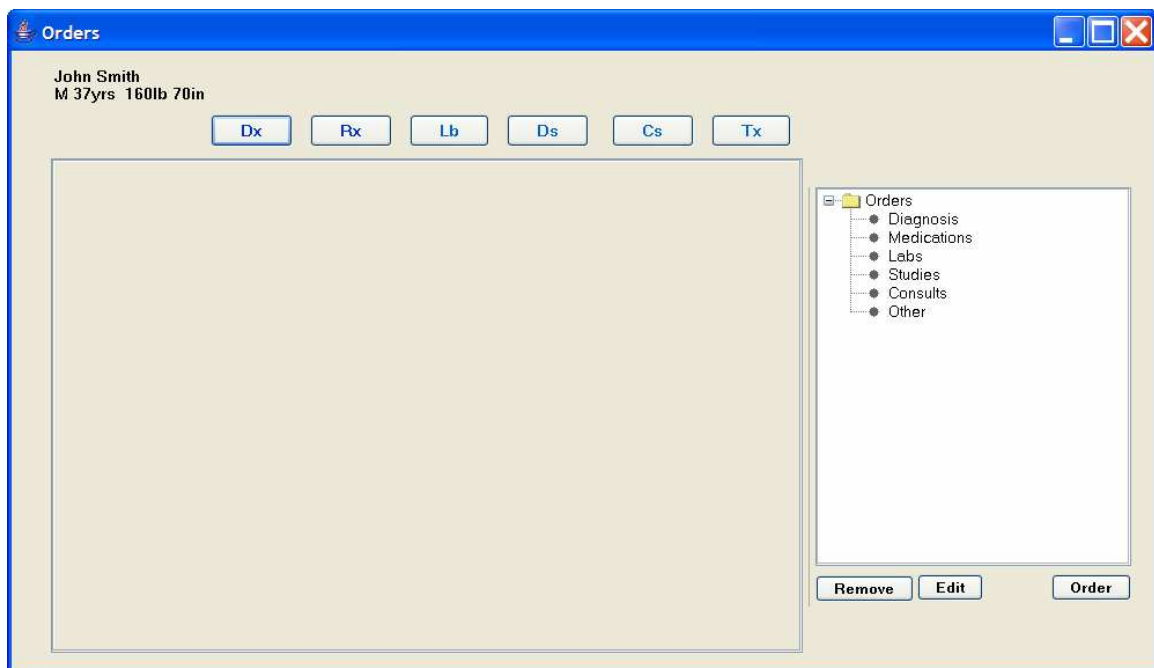 Orders
John Smith
M 37yrs 160lb 70in
Dx Rx Lb Ds Cs Tx
Orders
Diagnosis
Medications
Labs
Studies
Consults
Other
Remove Edit Order